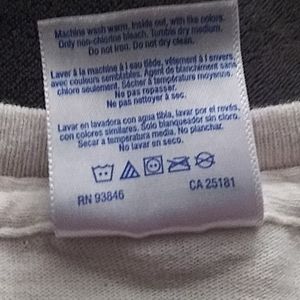 Machine wash warm, inside out, with like colors.
Only non-chlorine bleach. Tumble dry medium.
Do not iron. Do not dry clean.
Laver à la machine à l eau tiède, vêtement à l envers,
avec couleurs semblables. Agent de blanchiment sans
chlore seulement. Sécher à température moyenne.
Ne pas repasser.
Ne pas nettoyer à sec.
Lavar en lavadora con agua tibia, lavar por el revés,
con colores similares. Solo blanqueador sin cloro.
Secar a temperatura media. No planchar.
No lavar en seco.
RN 93846 CA 25181